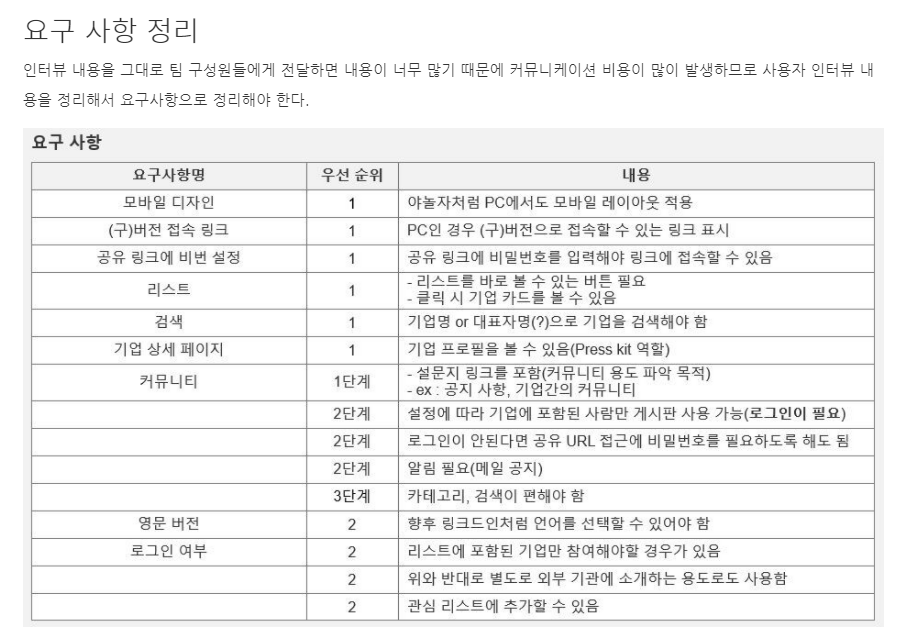 요구 사항 정리
인터뷰 내용을 그대로 팀 구성원들에게 전달하면 내용이 너무 많기 때문에 커뮤니케이션 비용이 많이 발생하므로 사용자 인터뷰 내
용을 정리해서 요구사항으로 정리해야 한다.
요구 사항
요구사항명 우선 순위 내용
모바일 디자인 1 야놀자처럼 PC에서도 모바일 레이아웃 적용
(구)버전 접속 링크 1 PC인 경우 (구)버전으로 접속할 수 있는 링크 표시
공유 링크에 비번 설정 1 공유 링크에 비밀번호를 입력해야 링크에 접속할 수 있음
리스트 1 - 리스트를 바로 볼 수 있는 버튼 필요
- 클릭 시 기업 카드를 볼 수 있음
검색 1 기업명 or 대표자명(?)으로 기업을 검색해야 함
기업 상세 페이지 1 기업 프로필을 볼 수 있음(Press kit 역할)
커뮤니티 1단계 - 설문지 링크를 포함(커뮤니티 용도 파악 목적)
- ex : 공지 사항, 기업간의 커뮤니티
2단계 설정에 따라 기업에 포함된 사람만 게시판 사용 가능(로그인이 필요)
2단계 로그인이 안된다면 공유 URL 접근에 비밀번호를 필요하도록 해도 됨
2단계 알림 필요(메일 공지)
3단계 카테고리, 검색이 편해야 함
영문 버전 2 향후 링크드인처럼 언어를 선택할 수 있어야 함
로그인 여부 2 리스트에 포함된 기업만 참여해야할 경우가 있음
2 위와 반대로 별도로 외부 기관에 소개하는 용도로도 사용함
2 관심 리스트에 추가할 수 있음